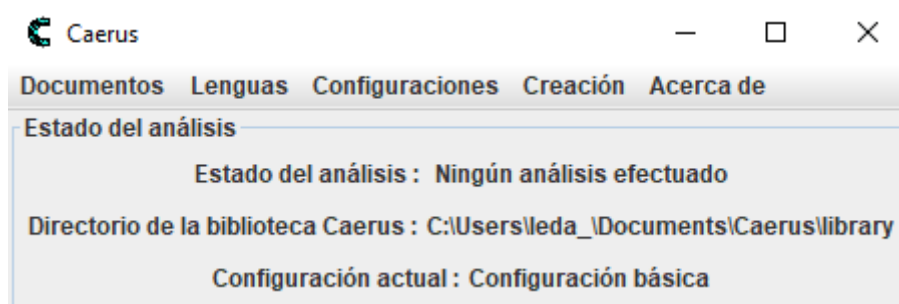 Caerus
Documentos Lenguas Configuraciones Creación Acerca de
Estado del análisis
Estado del análisis : Ningún análisis efectuado
Directorio de la biblioteca Caerus : C:\Users\leda_\Documents\Caerus\library
Configuración actual : Configuración básica